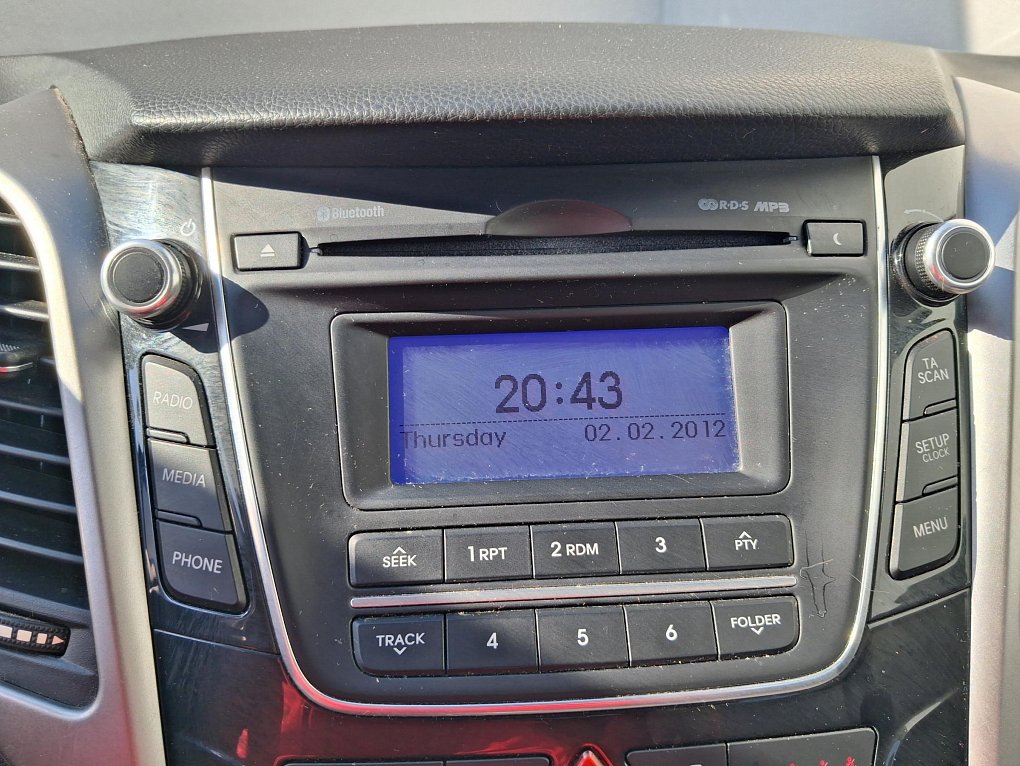 Bluetooth
R·D·S MP3
20:43
Thursday 02.02.2012
RADIO
MEDIA
PHONE
TA
SCAN
SETUP
CLOCK
MENU
SEEK 1 RPT 2 RDM 3 PTY
TRACK 4 5 6 FOLDER